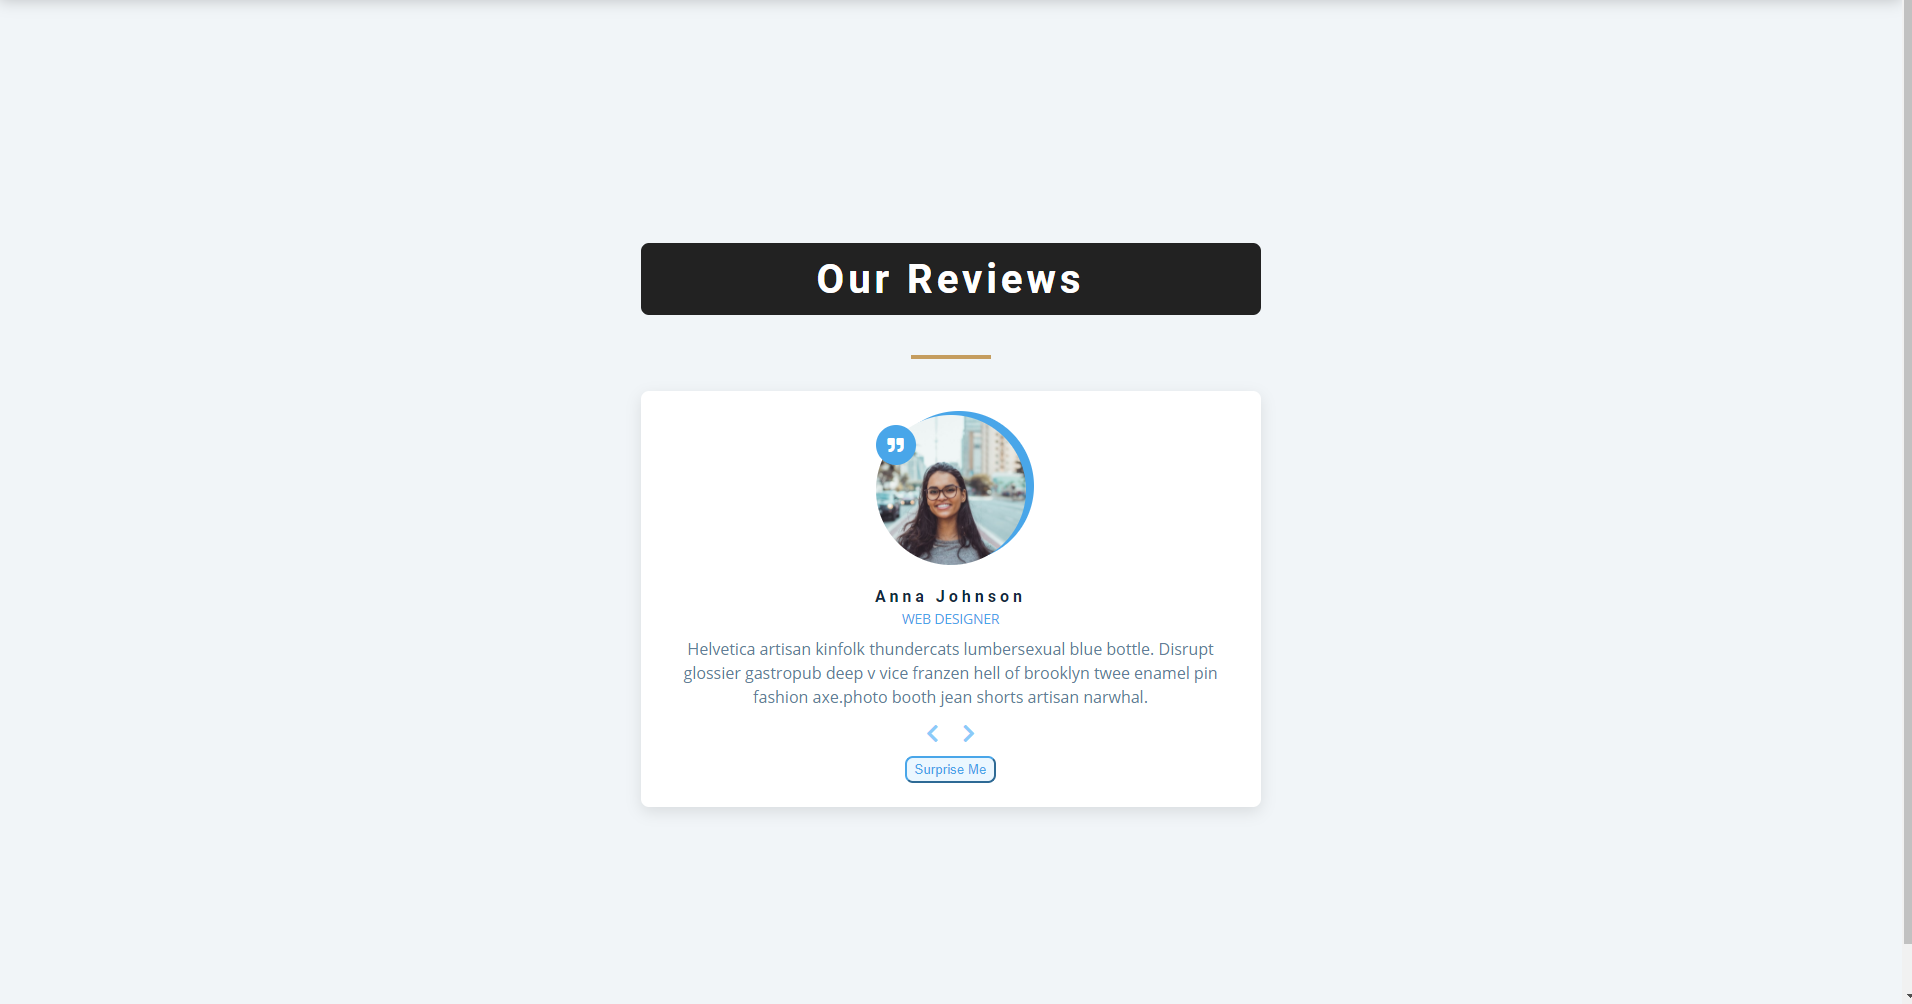 Our Reviews
Anna Johnson
WEB DESIGNER
Helvetica artisan kinfolk thundercats lumbersexual blue bottle. Disrupt
glossier gastropub deep v vice franzen hell of brooklyn twee enamel pin
fashion axe.photo booth jean shorts artisan narwhal.
Surprise Me